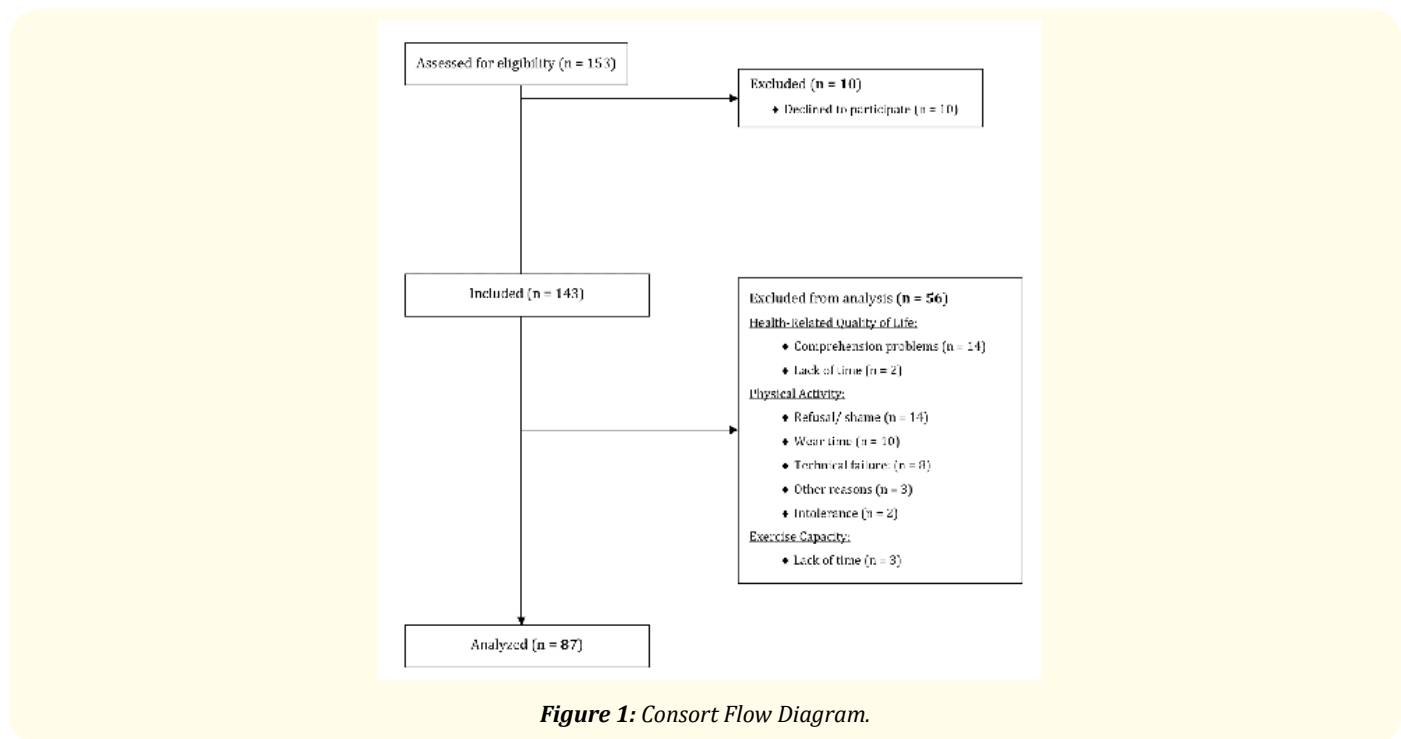 Assessed for eligibility (n = 153)
Excluded (n = 10)
♦ Declined to participate (n = 10)
Included (n = 143)
Excluded from analysis (n = 56)
Health-Related Quality of Life:
♦ Comprehension problems (n = 14)
♦ Lack of time (n = 2)
Physical Activity:
♦ Refusal/ shame (n = 14)
♦ Wear time (n = 10)
♦ Technical failure: (n = 8)
♦ Other reasons (n = 3)
♦ Intolerance (n = 2)
Exercise Capacity:
♦ Lack of time (n = 3)
Analyzed (n = 87)
Figure 1: Consort Flow Diagram.